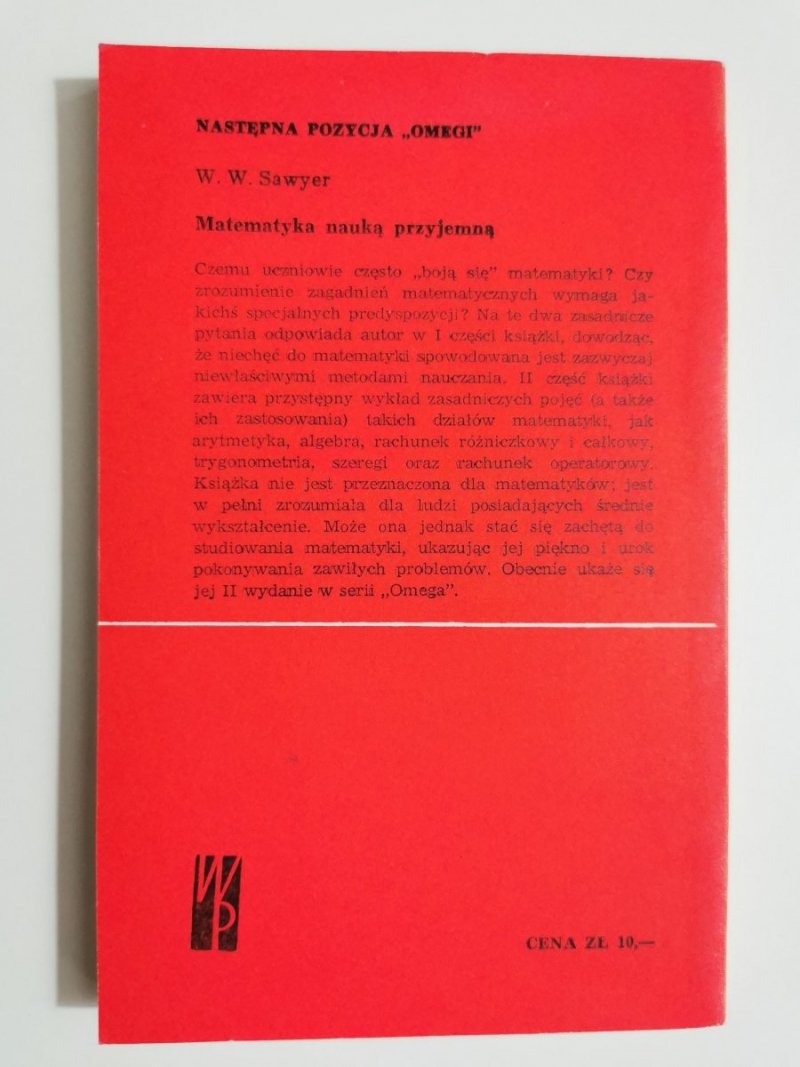 NASTĘPNA POZYCJA „OMEGI”
W. W. Sawyer
Matematyka nauką przyjemną
Czemu uczniowie często „boją się” matematyki? Czy
zrozumienie zagadnień matematycznych wymaga ja-
kichś specjalnych predyspozycji? Na te dwa zasadnicze
pytania odpowiada autor w I części książki, dowodząc,
że niechęć do matematyki spowodowana jest zazwyczaj
niewłaściwymi metodami nauczania. II część książki
zawiera przystępny wykład zasadniczych pojęć (a także
ich zastosowania) takich działów matematyki, jak
arytmetyka, algebra, rachunek różniczkowy i całkowy,
trygonometria, szeregi oraz rachunek operatorowy.
Książka nie jest przeznaczona dla matematyków; jest
w pełni zrozumiała dla ludzi posiadających średnie
wykształcenie. Może ona jednak stać się zachętą do
studiowania matematyki, ukazując jej piękno i urok
pokonywania zawiłych problemów. Obecnie ukaże się
jej II wydanie w serii „Omega”.
WP
CENA ZŁ 10,—